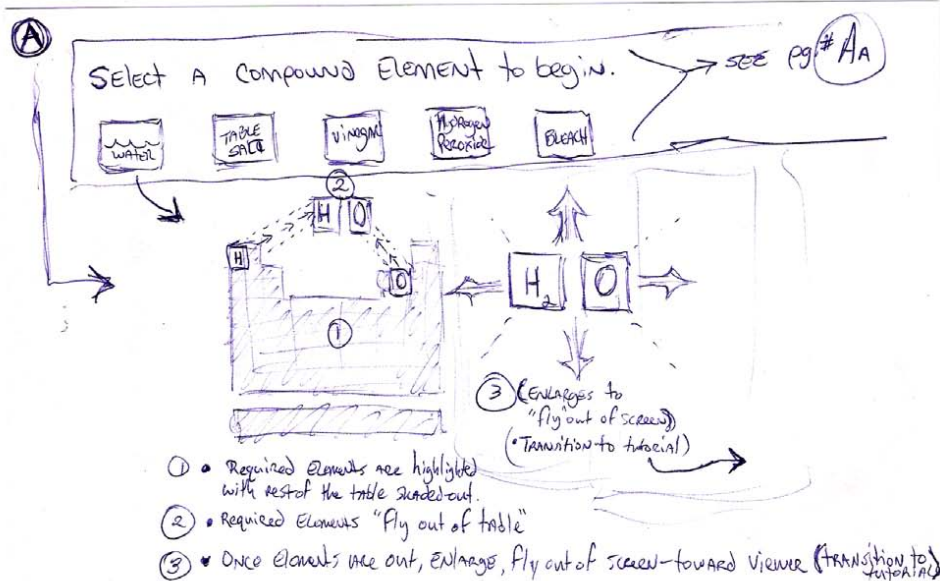 A
Select A Compound Element to begin.
SEE pg. # AA
WATER
TABLE
SALT
Vinegar
Hydrogen
Peroxide
BLEACH
2
H O
H
O
1
H2 O
3 (ENLARGES to
"fly" out of screen)
(• TRANSITION to tutorial)
1 • Required Elements are highlighted
with rest of the table shaded-out.
2 • Required Elements "Fly out of table"
3 • Once Elements are out, ENLARGE, fly out of screen-toward viewer (TRANSITION to
tutorial)